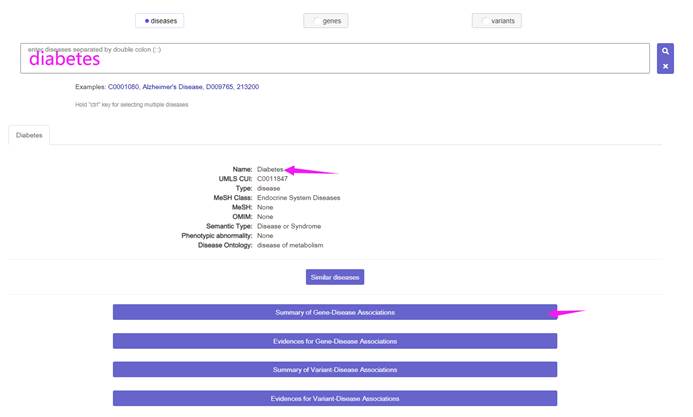 diseases
genes
variants
enter diseases separated by double colon (::)
diabetes
Examples: C0001080, Alzheimer's Disease, D009765, 213200
Hold "ctrl" key for selecting multiple diseases
Diabetes
Name: Diabetes
UMLS CUI: C0011847
Type: disease
MeSH Class: Endocrine System Diseases
MeSH: None
OMIM: None
Semantic Type: Disease or Syndrome
Phenotypic abnormality: None
Disease Ontology: disease of metabolism
Similar diseases
Summary of Gene-Disease Associations
Evidences for Gene-Disease Associations
Summary of Variant-Disease Associations
Evidences for Variant-Disease Associations